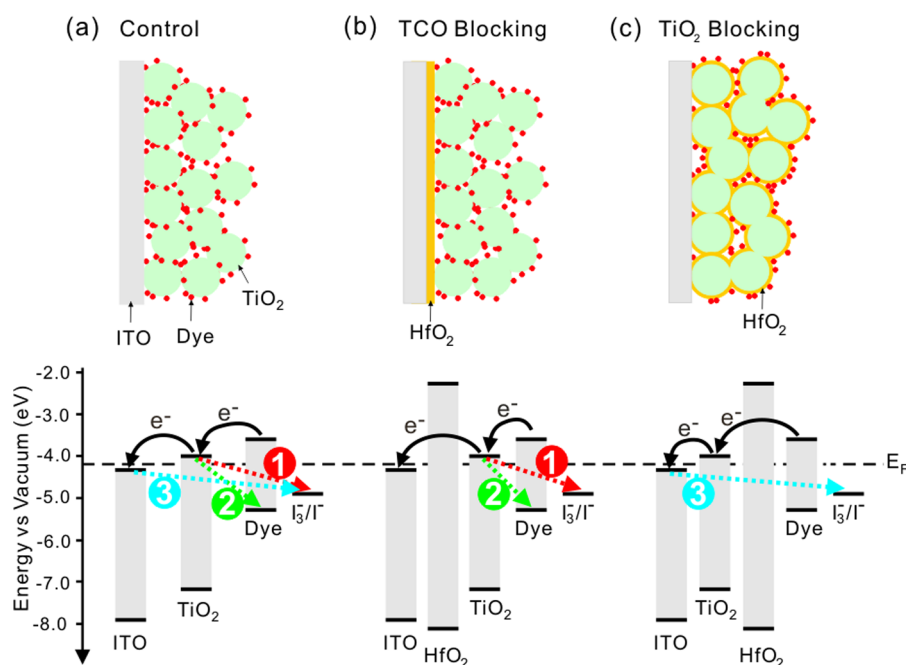 (a) Control
(b) TCO Blocking
(c) TiO₂ Blocking
TiO₂
ITO
Dye
HfO₂
HfO₂
Energy vs Vacuum (eV)
-2.0
-3.0
-4.0
-5.0
-6.0
-7.0
-8.0
e⁻
e⁻
1
2
3
I₃⁻/I⁻
Dye
TiO₂
ITO
e⁻
e⁻
1
2
I₃⁻/I⁻
Dye
TiO₂
ITO
HfO₂
e⁻
e⁻
3
E_F
I₃⁻/I⁻
Dye
TiO₂
ITO
HfO₂